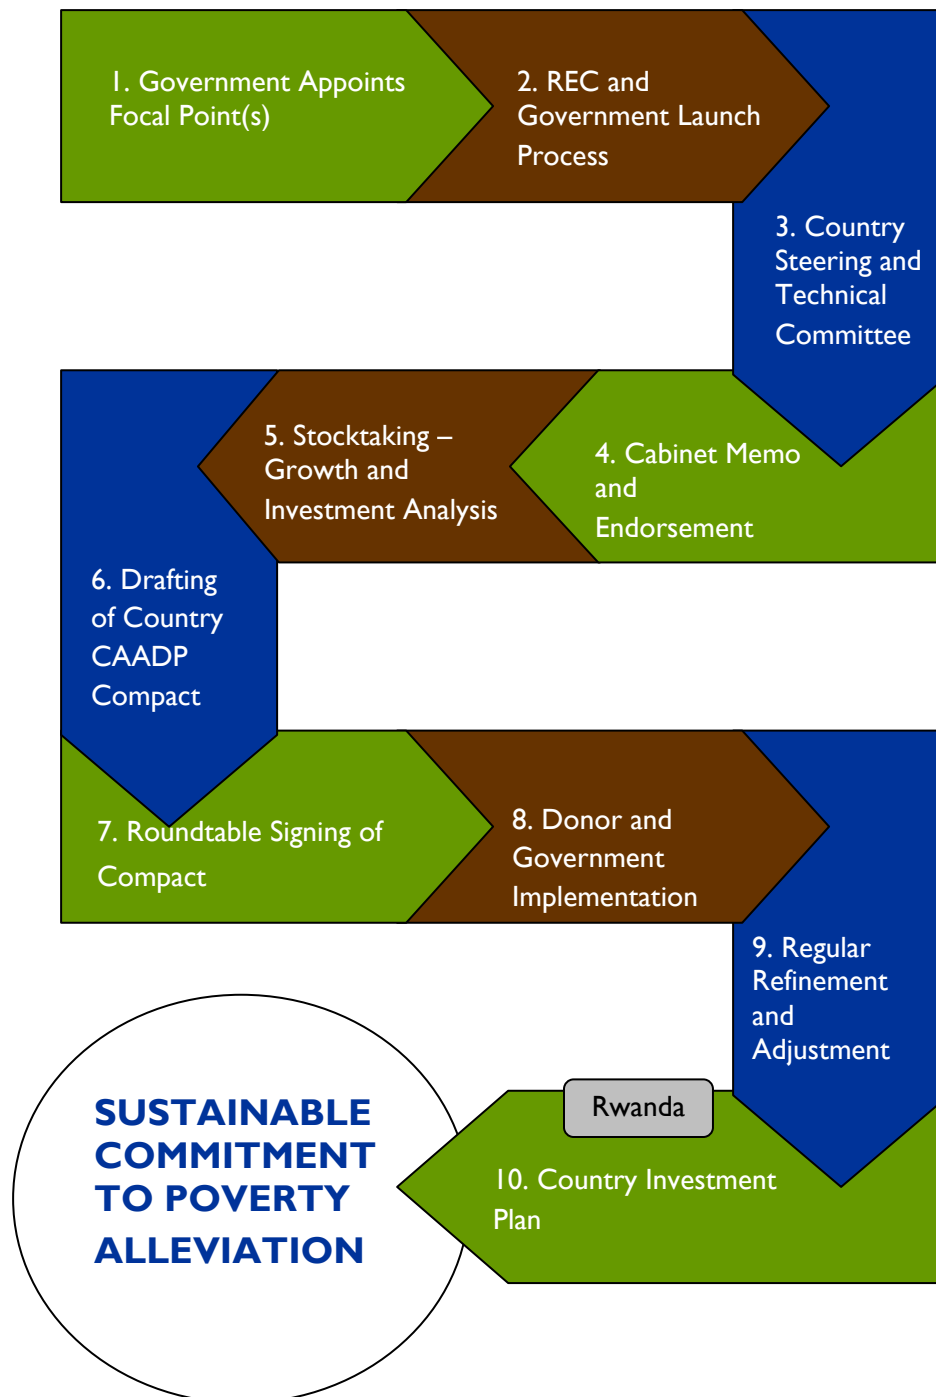 1. Government Appoints
Focal Point(s)
2. REC and
Government Launch
Process
3. Country
Steering and
Technical
Committee
4. Cabinet Memo
and
Endorsement
5. Stocktaking –
Growth and
Investment Analysis
6. Drafting
of Country
CAADP
Compact
7. Roundtable Signing of
Compact
8. Donor and
Government
Implementation
9. Regular
Refinement
and
Adjustment
Rwanda
10. Country Investment
Plan
SUSTAINABLE
COMMITMENT
TO POVERTY
ALLEVIATION